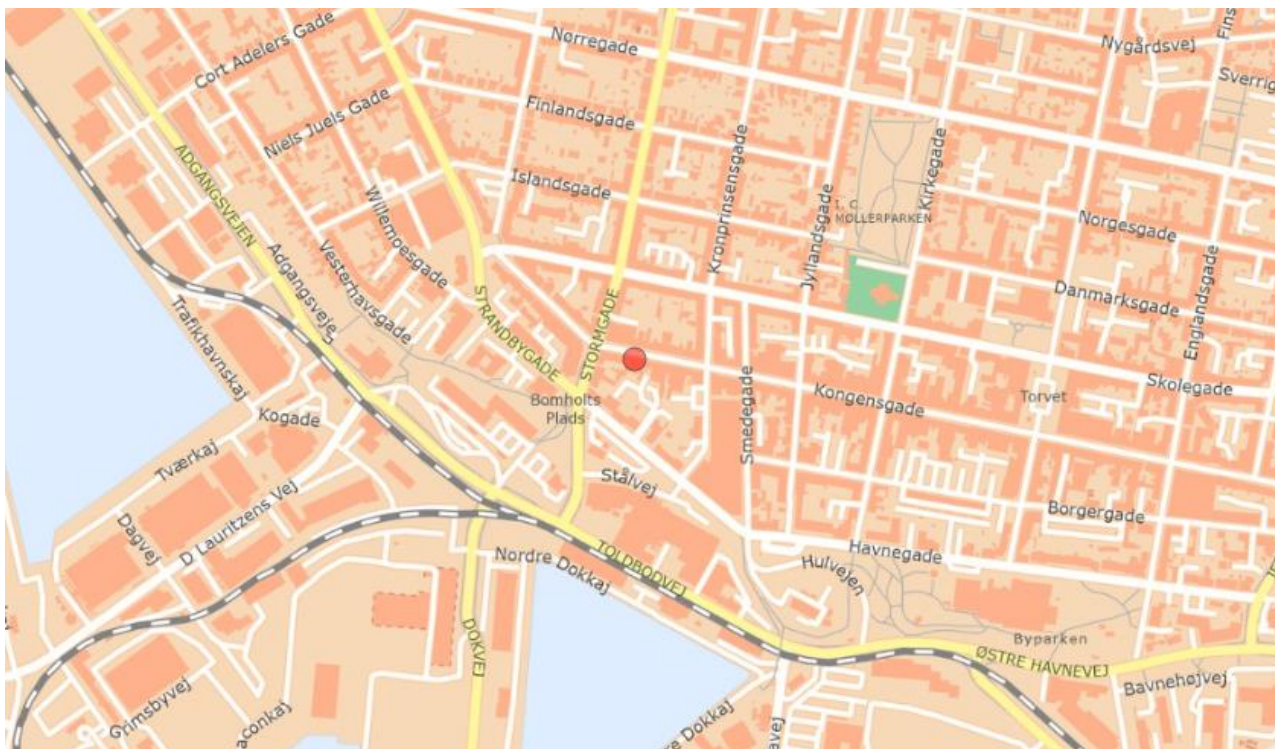 Cort Adelers Gade
Nørregade
Nygårdsvej
Niels Juels Gade
Finlandsgade
ADGANGSVEJEN
Islandsgade
Kronprinsensgade
Kirkegade
I. C.
MØLLERPARKEN
Willemoesgade
Jyllandsgade
Norgesgade
Vesterhavsgade
Danmarksgade
Englandsgade
Trafikhavnskaj
STRANDBYGADE
STORMGADE
Bomholts
Plads
Smedegade
Kongensgade
Skolegade
Torvet
Kogade
Tværkaj
Stålvej
D Lauritzens Vej
Dagvej
Borgergade
Havnegade
Nordre Dokkaj
TOLDBODVEJ
Hulvejen
DOKVEJ
Byparken
ØSTRE HAVNEVEJ
Bavnehøjvej
Grimsbyvej